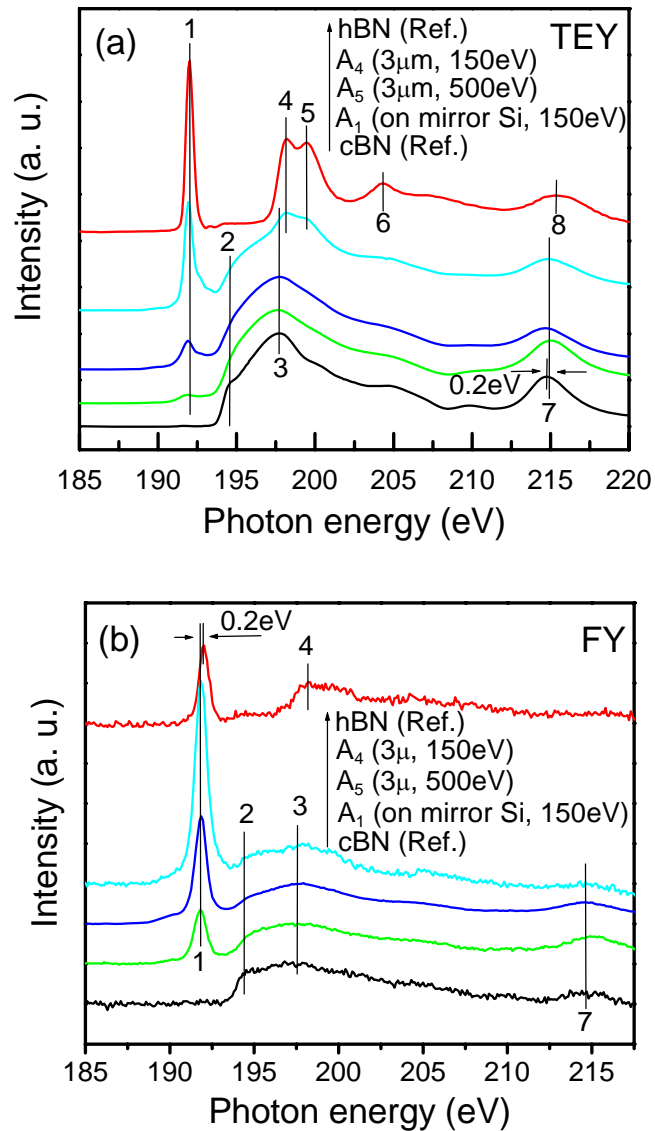 (a)
1
hBN (Ref.)
TEY
A4 (3μm, 150eV)
A5 (3μm, 500eV)
A1 (on mirror Si, 150eV)
cBN (Ref.)
4
5
6
8
2
3
0.2eV
7
Intensity (a. u.)
185 190 195 200 205 210 215 220
Photon energy (eV)
(b)
0.2eV
FY
4
hBN (Ref.)
A4 (3μ, 150eV)
A5 (3μ, 500eV)
A1 (on mirror Si, 150eV)
cBN (Ref.)
2
3
1
7
Intensity (a. u.)
185 190 195 200 205 210 215
Photon energy (eV)